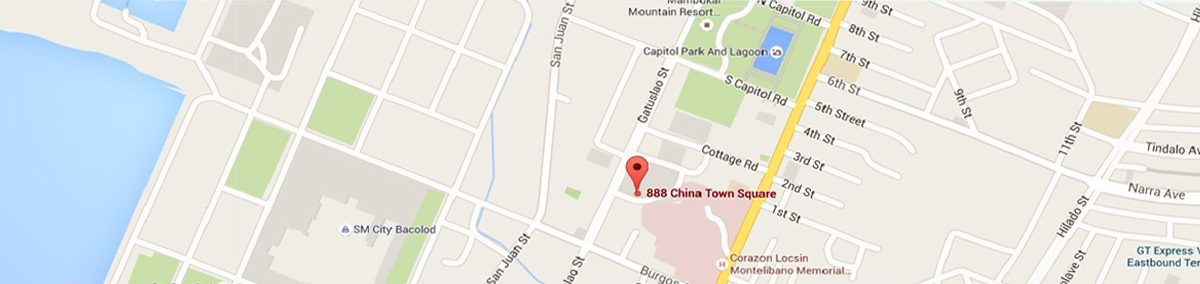 Mambukal
Mountain Resort...
N Capitol Rd
9th St
8th St
7th St
6th St
Capitol Park And Lagoon
S Capitol Rd
5th Street
4th St
3rd St
2nd St
1st St
9th St
11th St
Tindalo Av
Narra Ave
Hilado St
San Juan St
Gatuslao St
Cottage Rd
888 China Town Square
SM City Bacolod
San Juan St
lao St
Burgos
Corazon Locsin
Montelibano Memorial...
GT Express V
Eastbound Ter